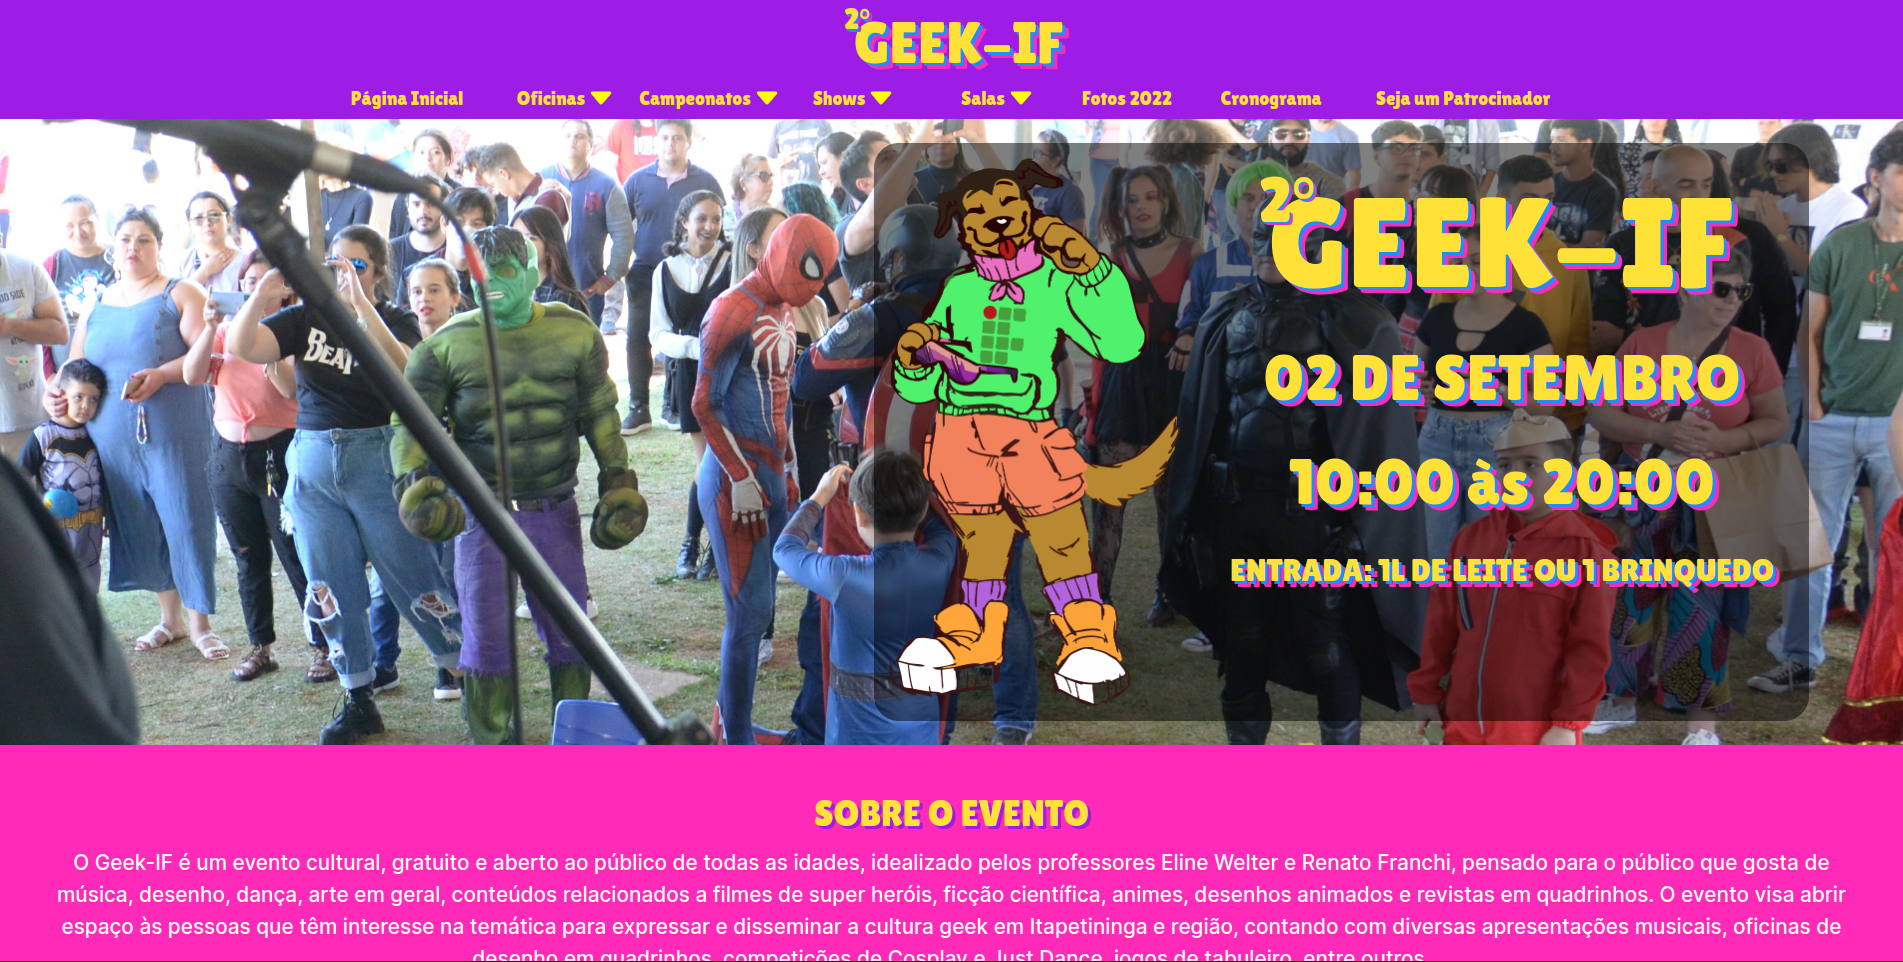 2º
GEEK-IF
Página Inicial Oficinas Campeonatos Shows Salas Fotos 2022 Cronograma Seja um Patrocinador
BEAT
2º
GEEK-IF
02 DE SETEMBRO
10:00 às 20:00
ENTRADA: 1L DE LEITE OU 1 BRINQUEDO
SOBRE O EVENTO
O Geek-IF é um evento cultural, gratuito e aberto ao público de todas as idades, idealizado pelos professores Eline Welter e Renato Franchi, pensado para o público que gosta de
música, desenho, dança, arte em geral, conteúdos relacionados a filmes de super heróis, ficção científica, animes, desenhos animados e revistas em quadrinhos. O evento visa abrir
espaço às pessoas que têm interesse na temática para expressar e disseminar a cultura geek em Itapetininga e região, contando com diversas apresentações musicais, oficinas de
desenho em quadrinhos, competições de Cosplay e Just Dance, jogos de tabuleiro, entre outros.